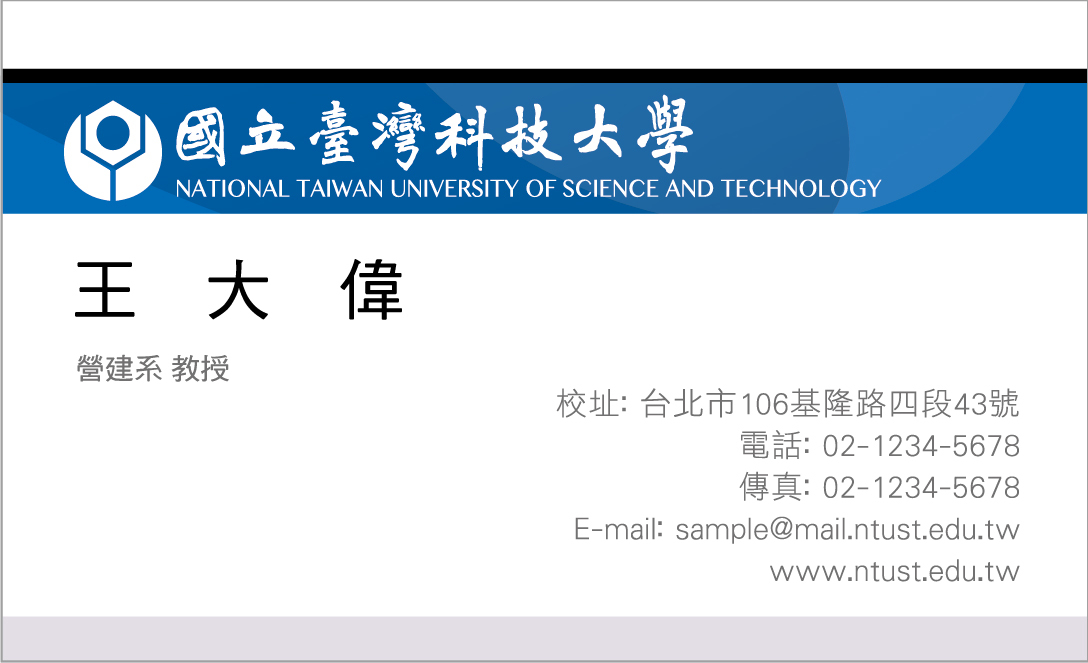 國立臺灣科技大學
NATIONAL TAIWAN UNIVERSITY OF SCIENCE AND TECHNOLOGY
王大偉
營建系 教授
校址: 台北市106基隆路四段43號
電話: 02-1234-5678
傳真: 02-1234-5678
E-mail: sample@mail.ntust.edu.tw
www.ntust.edu.tw